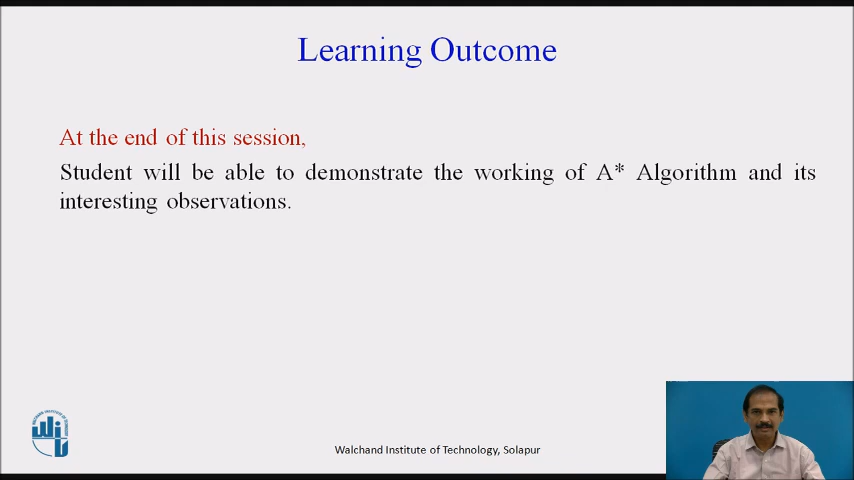 Learning Outcome
At the end of this session,
Student will be able to demonstrate the working of A* Algorithm and its
interesting observations.
Walchand Institute of Technology, Solapur